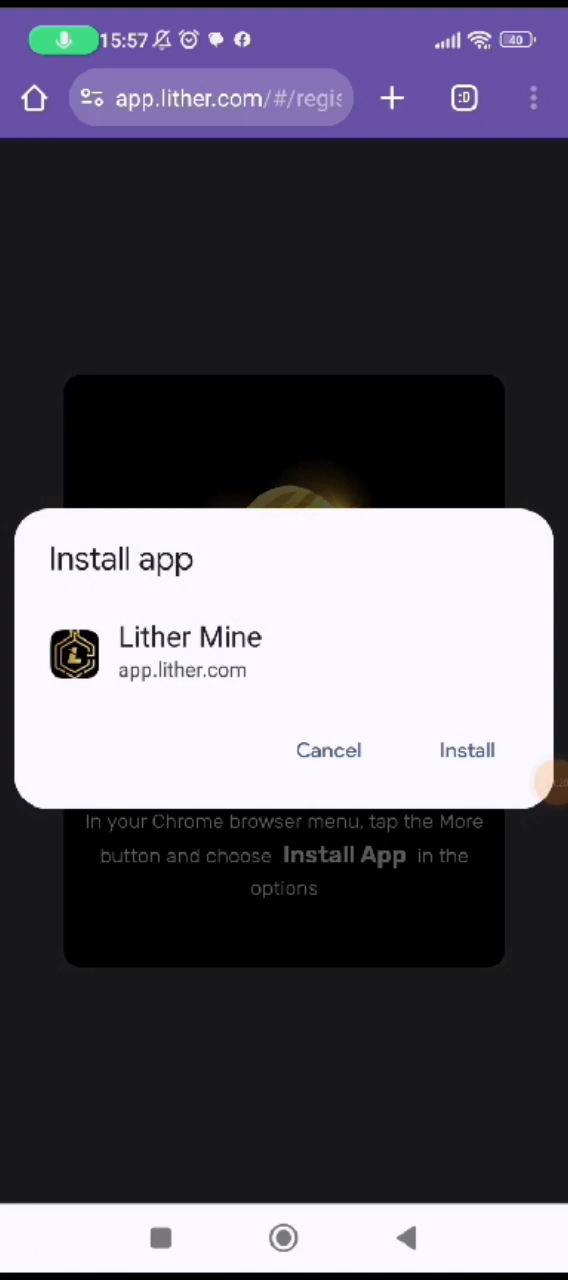 15:57
40
app.lither.com/#/regis
:D
Install app
Lither Mine
app.lither.com
Cancel
Install
In your Chrome browser menu, tap the More
button and choose Install App in the
options